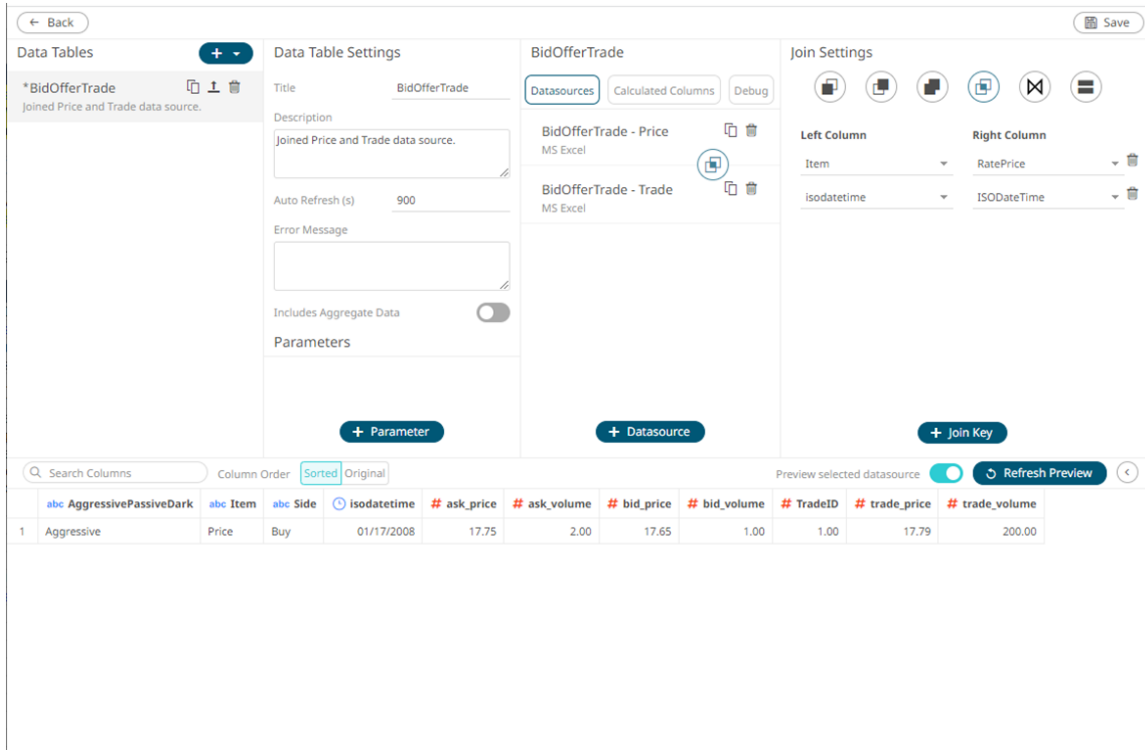 Back
Save
Data Tables
*BidOfferTrade
Joined Price and Trade data source.
Data Table Settings
Title BidOfferTrade
Description
Joined Price and Trade data source.
Auto Refresh (s) 900
Error Message
Includes Aggregate Data
Parameters
+ Parameter
BidOfferTrade
Datasources Calculated Columns Debug
BidOfferTrade - Price
MS Excel
BidOfferTrade - Trade
MS Excel
+ Datasource
Join Settings
Left Column Right Column
Item RatePrice
isodatetime ISODateTime
+ Join Key
Search Columns Column Order Sorted Original Preview selected datasource Refresh Preview
abc AggressivePassiveDark abc Item abc Side isodatetime # ask_price # ask_volume # bid_price # bid_volume # TradeID # trade_price # trade_volume
1 Aggressive Price Buy 01/17/2008 17.75 2.00 17.65 1.00 1.00 17.79 200.00